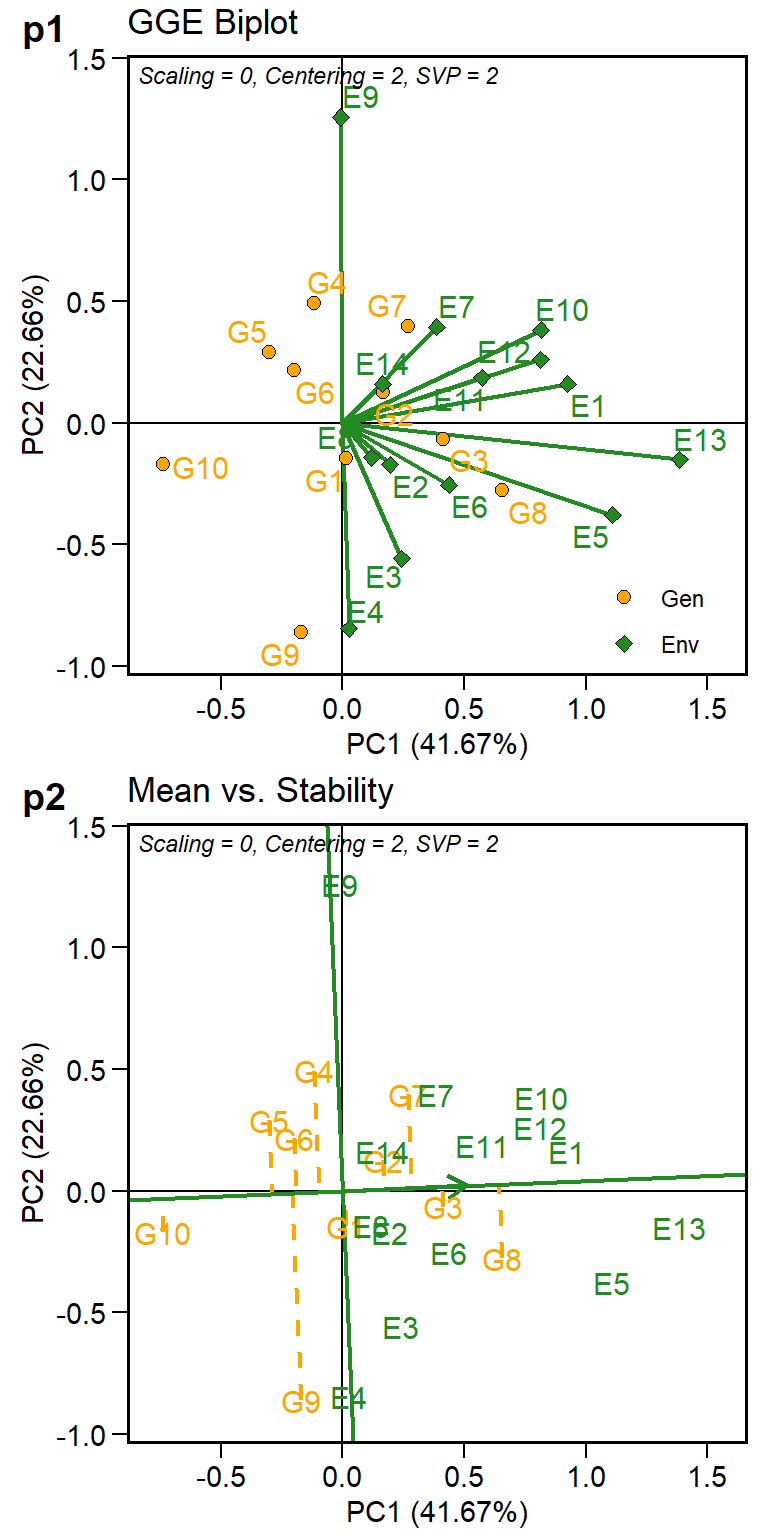 p1 GGE Biplot
Scaling = 0, Centering = 2, SVP = 2
1.5
1.0
0.5
0.0
-0.5
-1.0
PC2 (22.66%)
E9
G4
G7
E7
E10
G5
E14
E12
G6
G2
E11
E1
E8
E13
G10
G1
E2
G3
E6
G8
E5
E3
E4
G9
Gen
Env
-0.5 0.0 0.5 1.0 1.5
PC1 (41.67%)
p2 Mean vs. Stability
Scaling = 0, Centering = 2, SVP = 2
1.5
1.0
0.5
0.0
-0.5
-1.0
PC2 (22.66%)
E9
G4
G7
E7
E10
G5
G6
E12
E14
G2
E11
E1
G10
G1
E8
E2
G3
E13
E6
G8
E5
E3
G9
E4
-0.5 0.0 0.5 1.0 1.5
PC1 (41.67%)